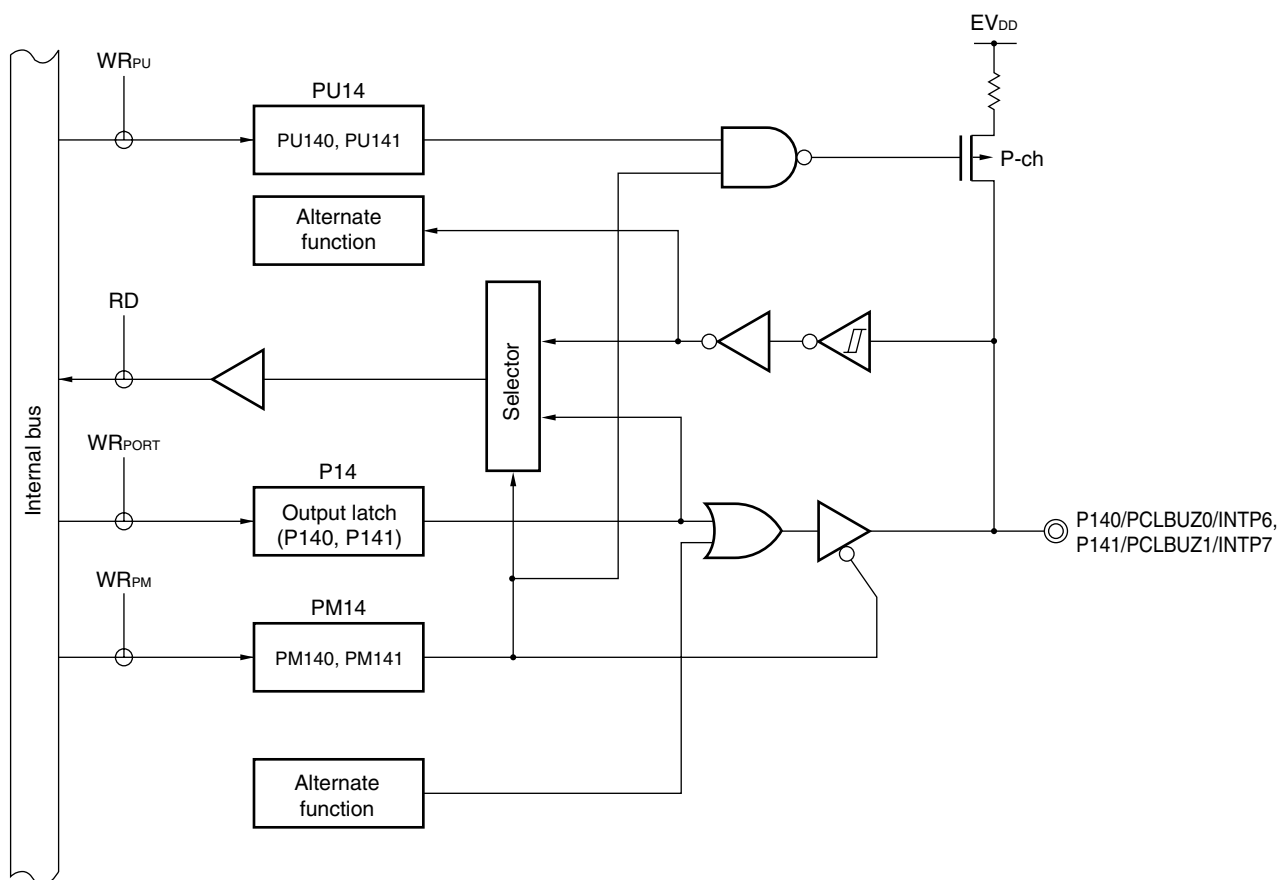 EVDD
WRPU
PU14
PU140, PU141
P-ch
Alternate
function
RD
Selector
Internal bus
WRPORT
P14
Output latch
(P140, P141)
P140/PCLBUZ0/INTP6,
P141/PCLBUZ1/INTP7
WRPM
PM14
PM140, PM141
Alternate
function